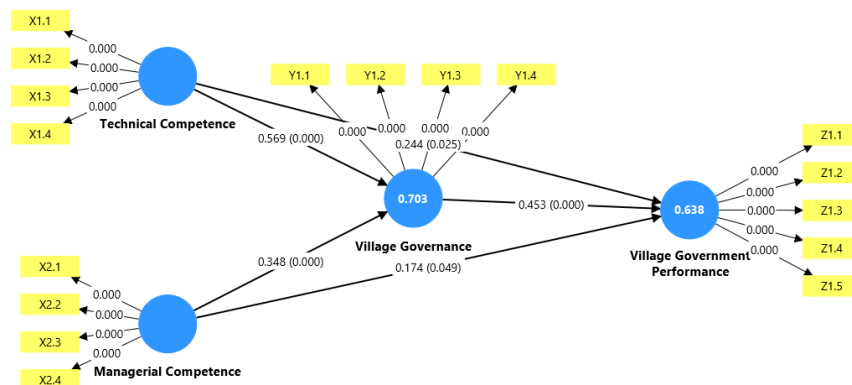 X1.1
X1.2
X1.3
X1.4
0.000
0.000
0.000
0.000
Technical Competence
Y1.1
Y1.2
Y1.3
Y1.4
0.000
0.000
0.000
0.000
0.569 (0.000)
0.244 (0.025)
0.703
Village Governance
0.453 (0.000)
0.348 (0.000)
0.174 (0.049)
0.638
Village Government
Performance
Z1.1
Z1.2
Z1.3
Z1.4
Z1.5
0.000
0.000
0.000
0.000
0.000
X2.1
X2.2
X2.3
X2.4
0.000
0.000
0.000
0.000
Managerial Competence